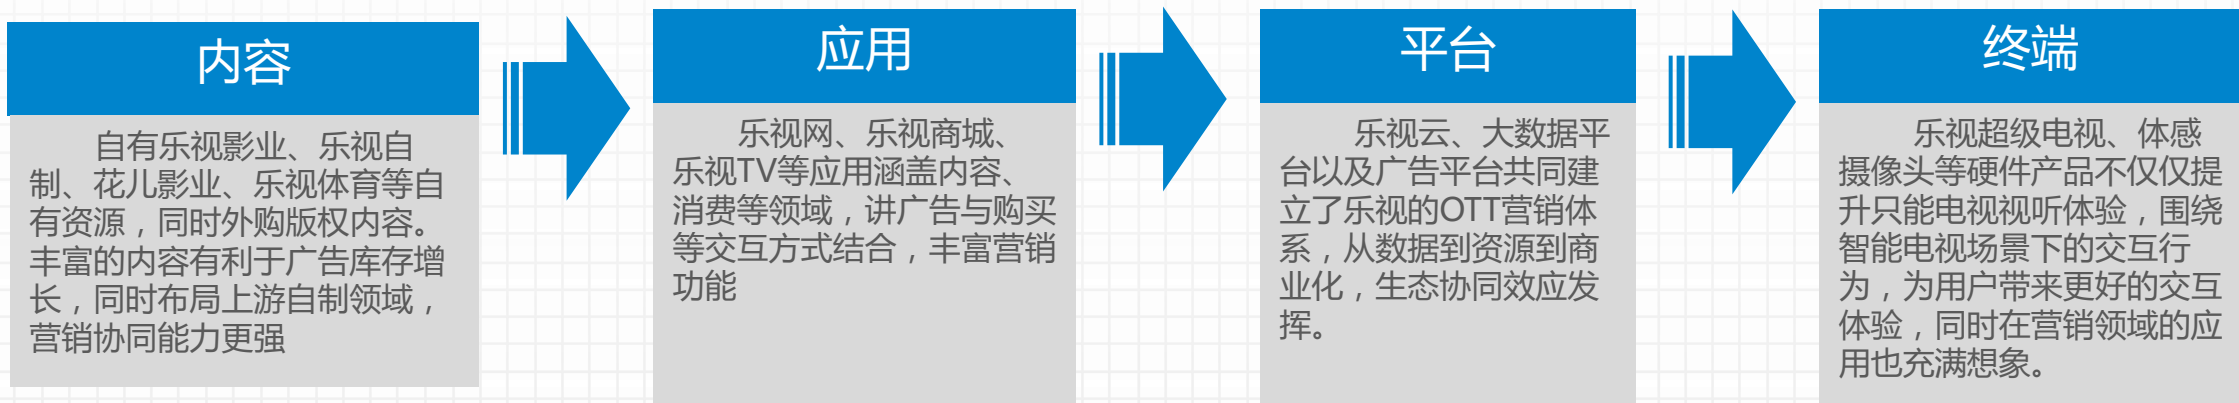 内容
自有乐视影业、乐视自
制、花儿影业、乐视体育等自
有资源，同时外购版权内容。
丰富的内容有利于广告库存增
长，同时布局上游自制领域，
营销协同能力更强
应用
乐视网、乐视商城、
乐视TV等应用涵盖内容、
消费等领域，讲广告与购买
等交互方式结合，丰富营销
功能
平台
乐视云、大数据平
台以及广告平台共同建
立了乐视的OTT营销体
系，从数据到资源到商
业化，生态协同效应发
挥。
终端
乐视超级电视、体感
摄像头等硬件产品不仅仅提
升只能电视视听体验，围绕
智能电视场景下的交互行
为，为用户带来更好的交互
体验，同时在营销领域的应
用也充满想象。